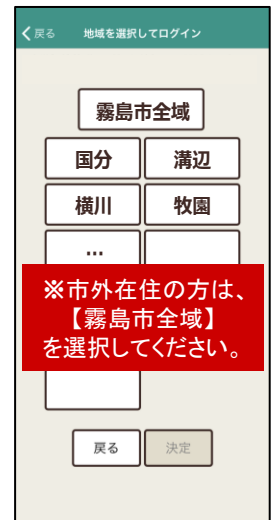 戻る 地域を選択してログイン
霧島市全域
国分 溝辺
横川 牧園
...
※市外在住の方は、
【霧島市全域】
を選択してください。
戻る 決定